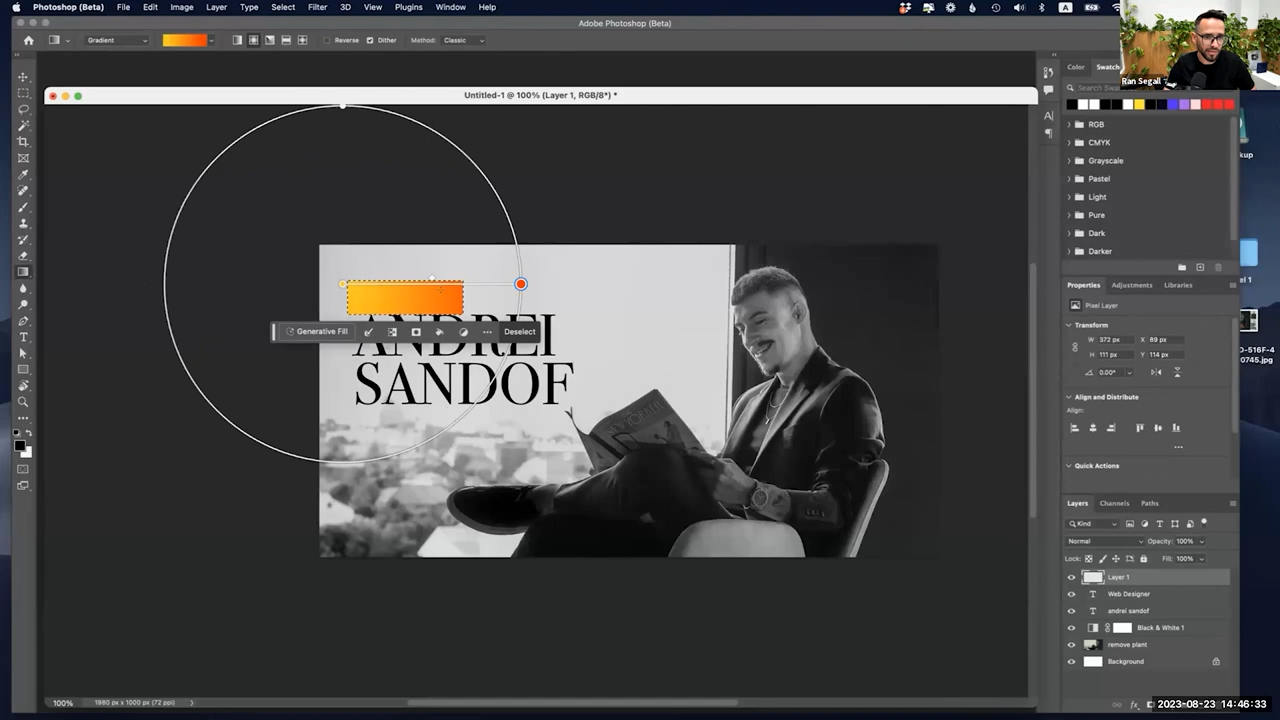 Photoshop (Beta) File Edit Image Layer Type Select Filter 3D View Plugins Window Help
Adobe Photoshop (Beta)
Gradient Reverse Dither Method: Classic
Ran Segall
Untitled-1 @ 100% (Layer 1, RGB/8*) *
Color Swatch
Search Swa
RGB
CMYK
Grayscale
Pastel
Light
Pure
Dark
Darker
Properties Adjustments Libraries
Pixel Layer
Transform
W 372 px X 89 px
H 111 px Y 114 px
0.00°
Align and Distribute
Align:
Quick Actions
Generative Fill Deselect
ANDREI
SANDOF
Layers Channels Paths
Kind
Normal Opacity: 100%
Lock: Fill: 100%
Layer 1
Web Designer
andrei sandof
Black & White 1
remove plant
Background
100% 1980 px x 1000 px (72 ppi)
2023-08-23 14:46:33